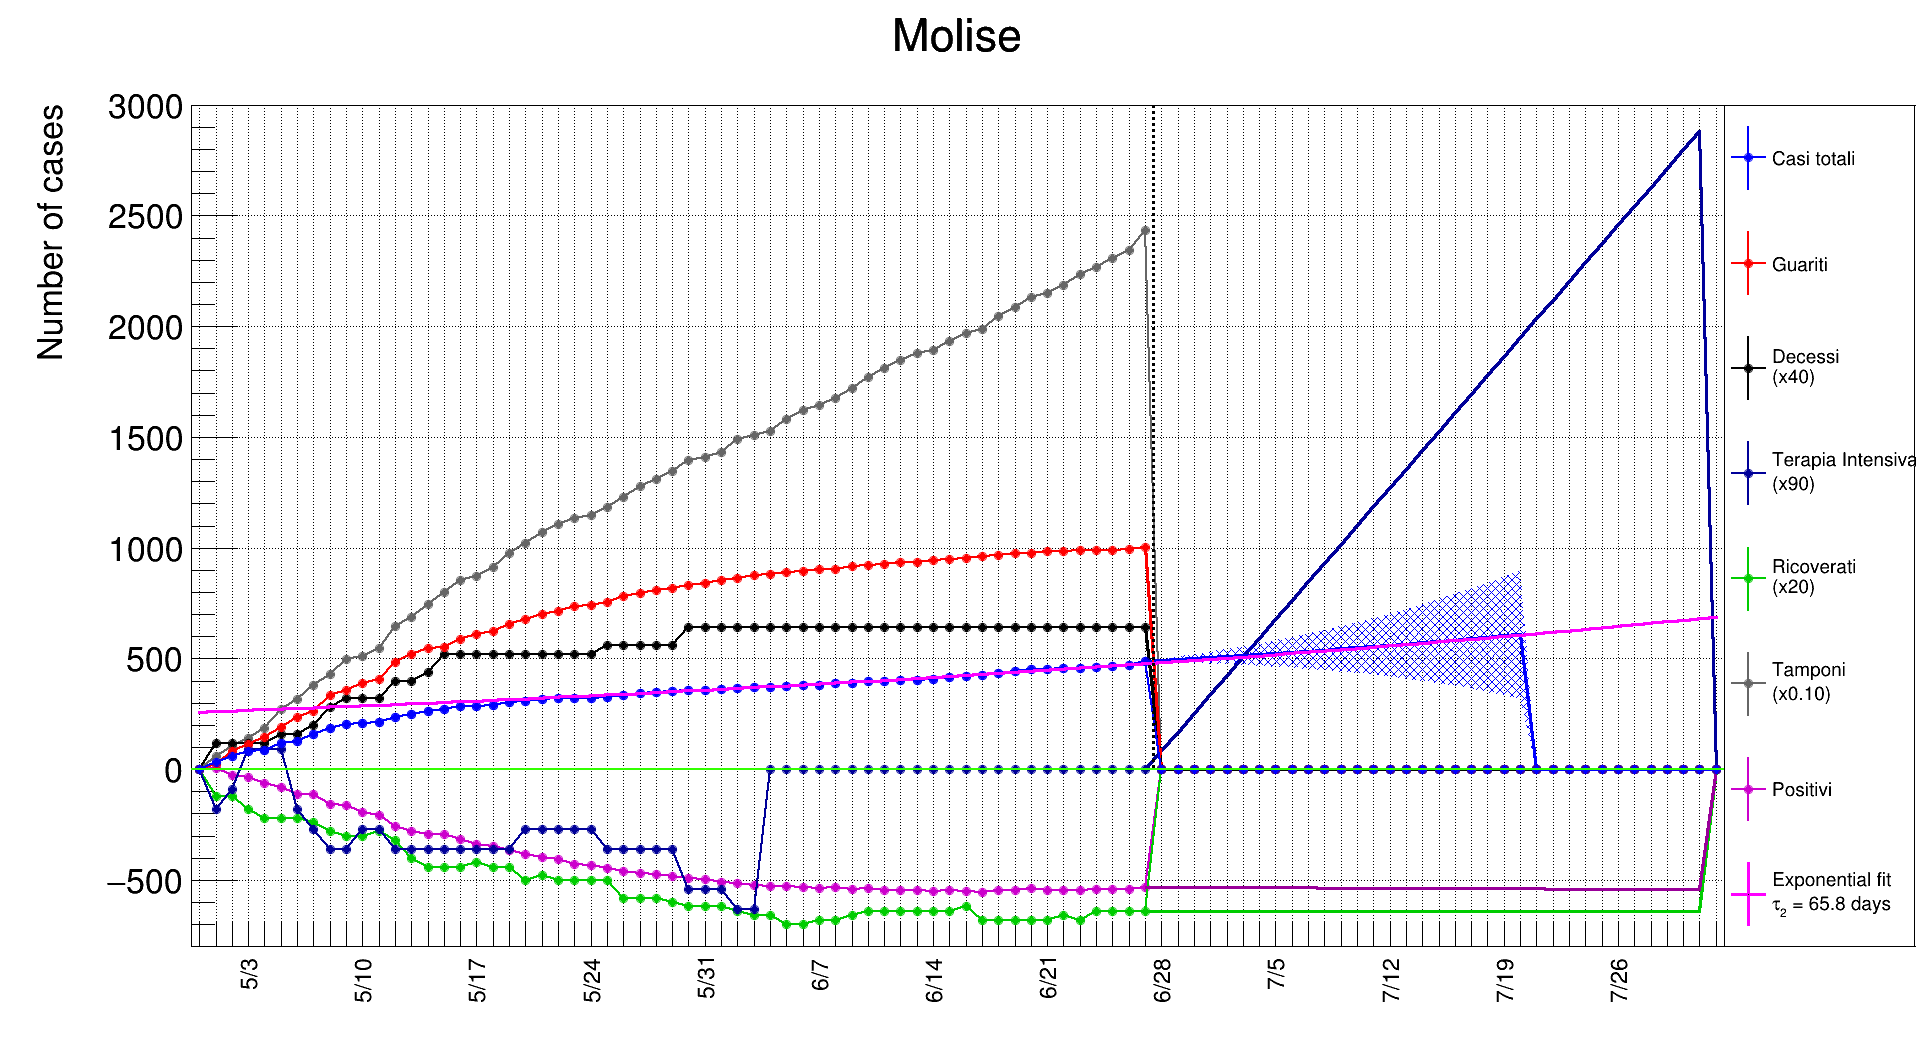 Molise
Number of cases
3000
2500
2000
1500
1000
500
0
−500
5/3
5/10
5/17
5/24
5/31
6/7
6/14
6/21
6/28
7/5
7/12
7/19
7/26
Casi totali
Guariti
Decessi
(x40)
Terapia Intensiva
(x90)
Ricoverati
(x20)
Tamponi
(x0.10)
Positivi
Exponential fit
τ2 = 65.8 days